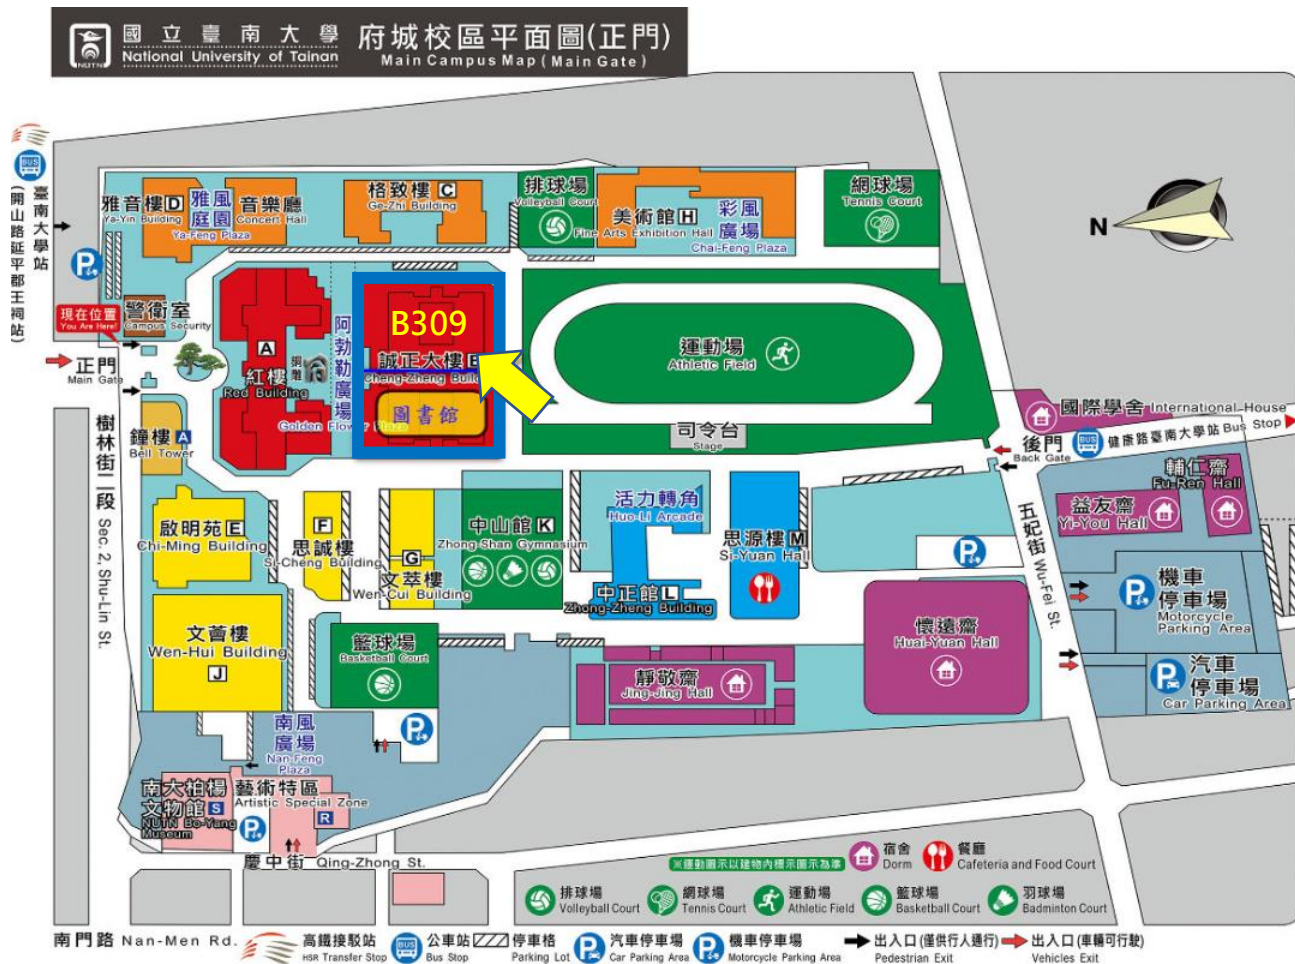 國立臺南大學 府城校區平面圖(正門)
National University of Tainan Main Campus Map (Main Gate)
NUTN
BUS
臺南大學站
(開山路延平郡王祠站)
雅音樓 D
Ya-Yin Building
雅風庭園
Ya-Feng Plaza
音樂廳
Concert Hall
格致樓 C
Ge-Zhi Building
排球場
Volleyball Court
美術館 H
Fine Arts Exhibition Hall
彩風廣場
Chai-Feng Plaza
網球場
Tennis Court
N
P
警衛室
Campus Security
現在位置
You Are Here!
正門
Main Gate
A
紅樓
Red Building
銅雕
阿勃勒廣場
Golden Flower Plaza
B309
誠正大樓 B
Cheng-Zheng Buil
圖書館
運動場
Athletic Field
司令台
Stage
國際學舍 International House
後門
Back Gate
BUS
健康路臺南大學站 Bus Stop
鐘樓 A
Bell Tower
樹林街二段 Sec. 2, Shu-Lin St.
啟明苑 E
Chi-Ming Building
F
思誠樓
Si-Cheng Building
G
文萃樓
Wen-Cui Building
中山館 K
Zhong-Shan Gymnasium
活力轉角
Huo-Li Arcade
中正館 L
Zhong-Zheng Building
思源樓 M
Si-Yuan Hall
P
五妃街 Wu-Fei St.
益友齋
Yi-You Hall
輔仁齋
Fu-Ren Hall
P
機車停車場
Motorcycle Parking Area
P
汽車停車場
Car Parking Area
文薈樓
Wen-Hui Building
J
籃球場
Basketball Court
P
靜敬齋
Jing-Jing Hall
懷遠齋
Huai-Yuan Hall
南風廣場
Nan-Feng Plaza
南大柏楊文物館 S
NUTN Bo-Yang Museum
藝術特區
Artistic Special Zone
R
P
慶中街 Qing-Zhong St.
南門路 Nan-Men Rd.
※運動圖示以建物內標示圖示為準
宿舍
Dorm
餐廳
Cafeteria and Food Court
排球場
Volleyball Court
網球場
Tennis Court
運動場
Athletic Field
籃球場
Basketball Court
羽球場
Badminton Court
高鐵接駁站
HSR Transfer Stop
BUS
公車站
Bus Stop
停車格
Parking Lot
P
汽車停車場
Car Parking Area
P
機車停車場
Motorcycle Parking Area
出入口(僅供行人通行)
Pedestrian Exit
出入口(車輛可行駛)
Vehicles Exit